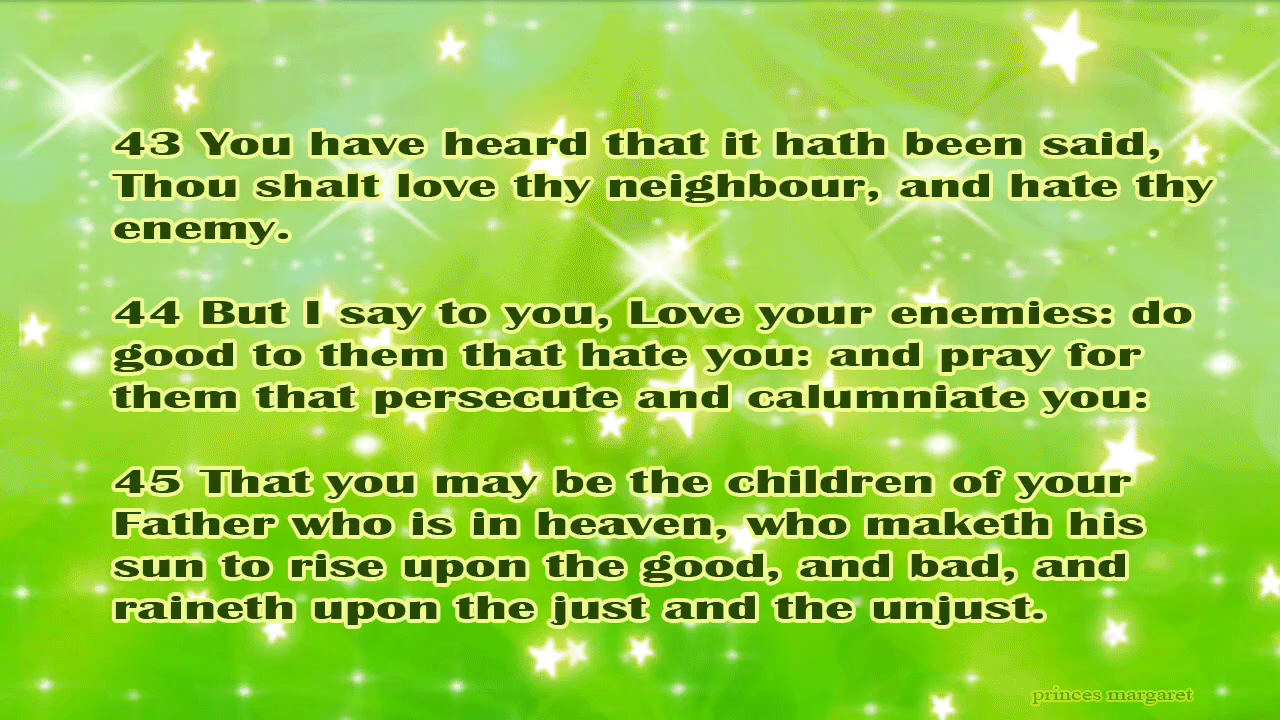 43 You have heard that it hath been said,
Thou shalt love thy neighbour, and hate thy
enemy.
44 But I say to you, Love your enemies: do
good to them that hate you: and pray for
them that persecute and calumniate you:
45 That you may be the children of your
Father who is in heaven, who maketh his
sun to rise upon the good, and bad, and
raineth upon the just and the unjust.
princes margaret